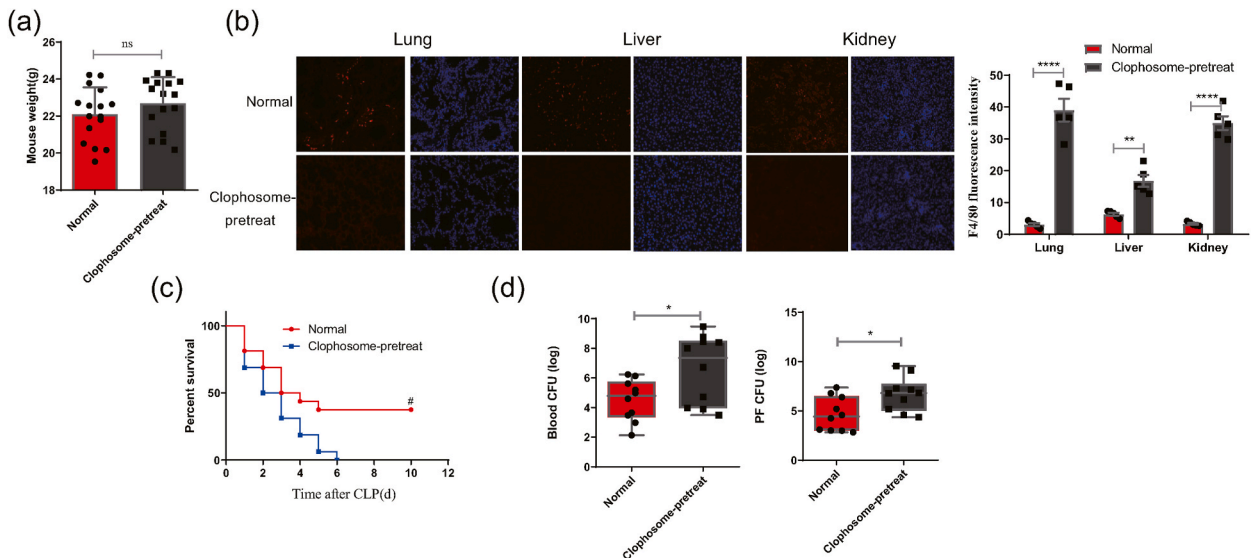 (a)
26
24
22
20
18
Mouse weight(g)
ns
Normal
Clophosome-pretreat
(b)
Lung
Liver
Kidney
Normal
Clophosome-
pretreat
Normal
Clophosome-pretreat
F4/80 fluorescence intensity
50
40
30
20
10
0
****
**
****
Lung
Liver
Kidney
(c)
Percent survival
100
50
0
Normal
Clophosome-pretreat
#
0
2
4
6
8
10
12
Time after CLP(d)
(d)
Blood CFU (log)
10
8
6
4
2
0
*
Normal
Clophosome-pretreat
PF CFU (log)
15
10
5
0
*
Normal
Clophosome-pretreat